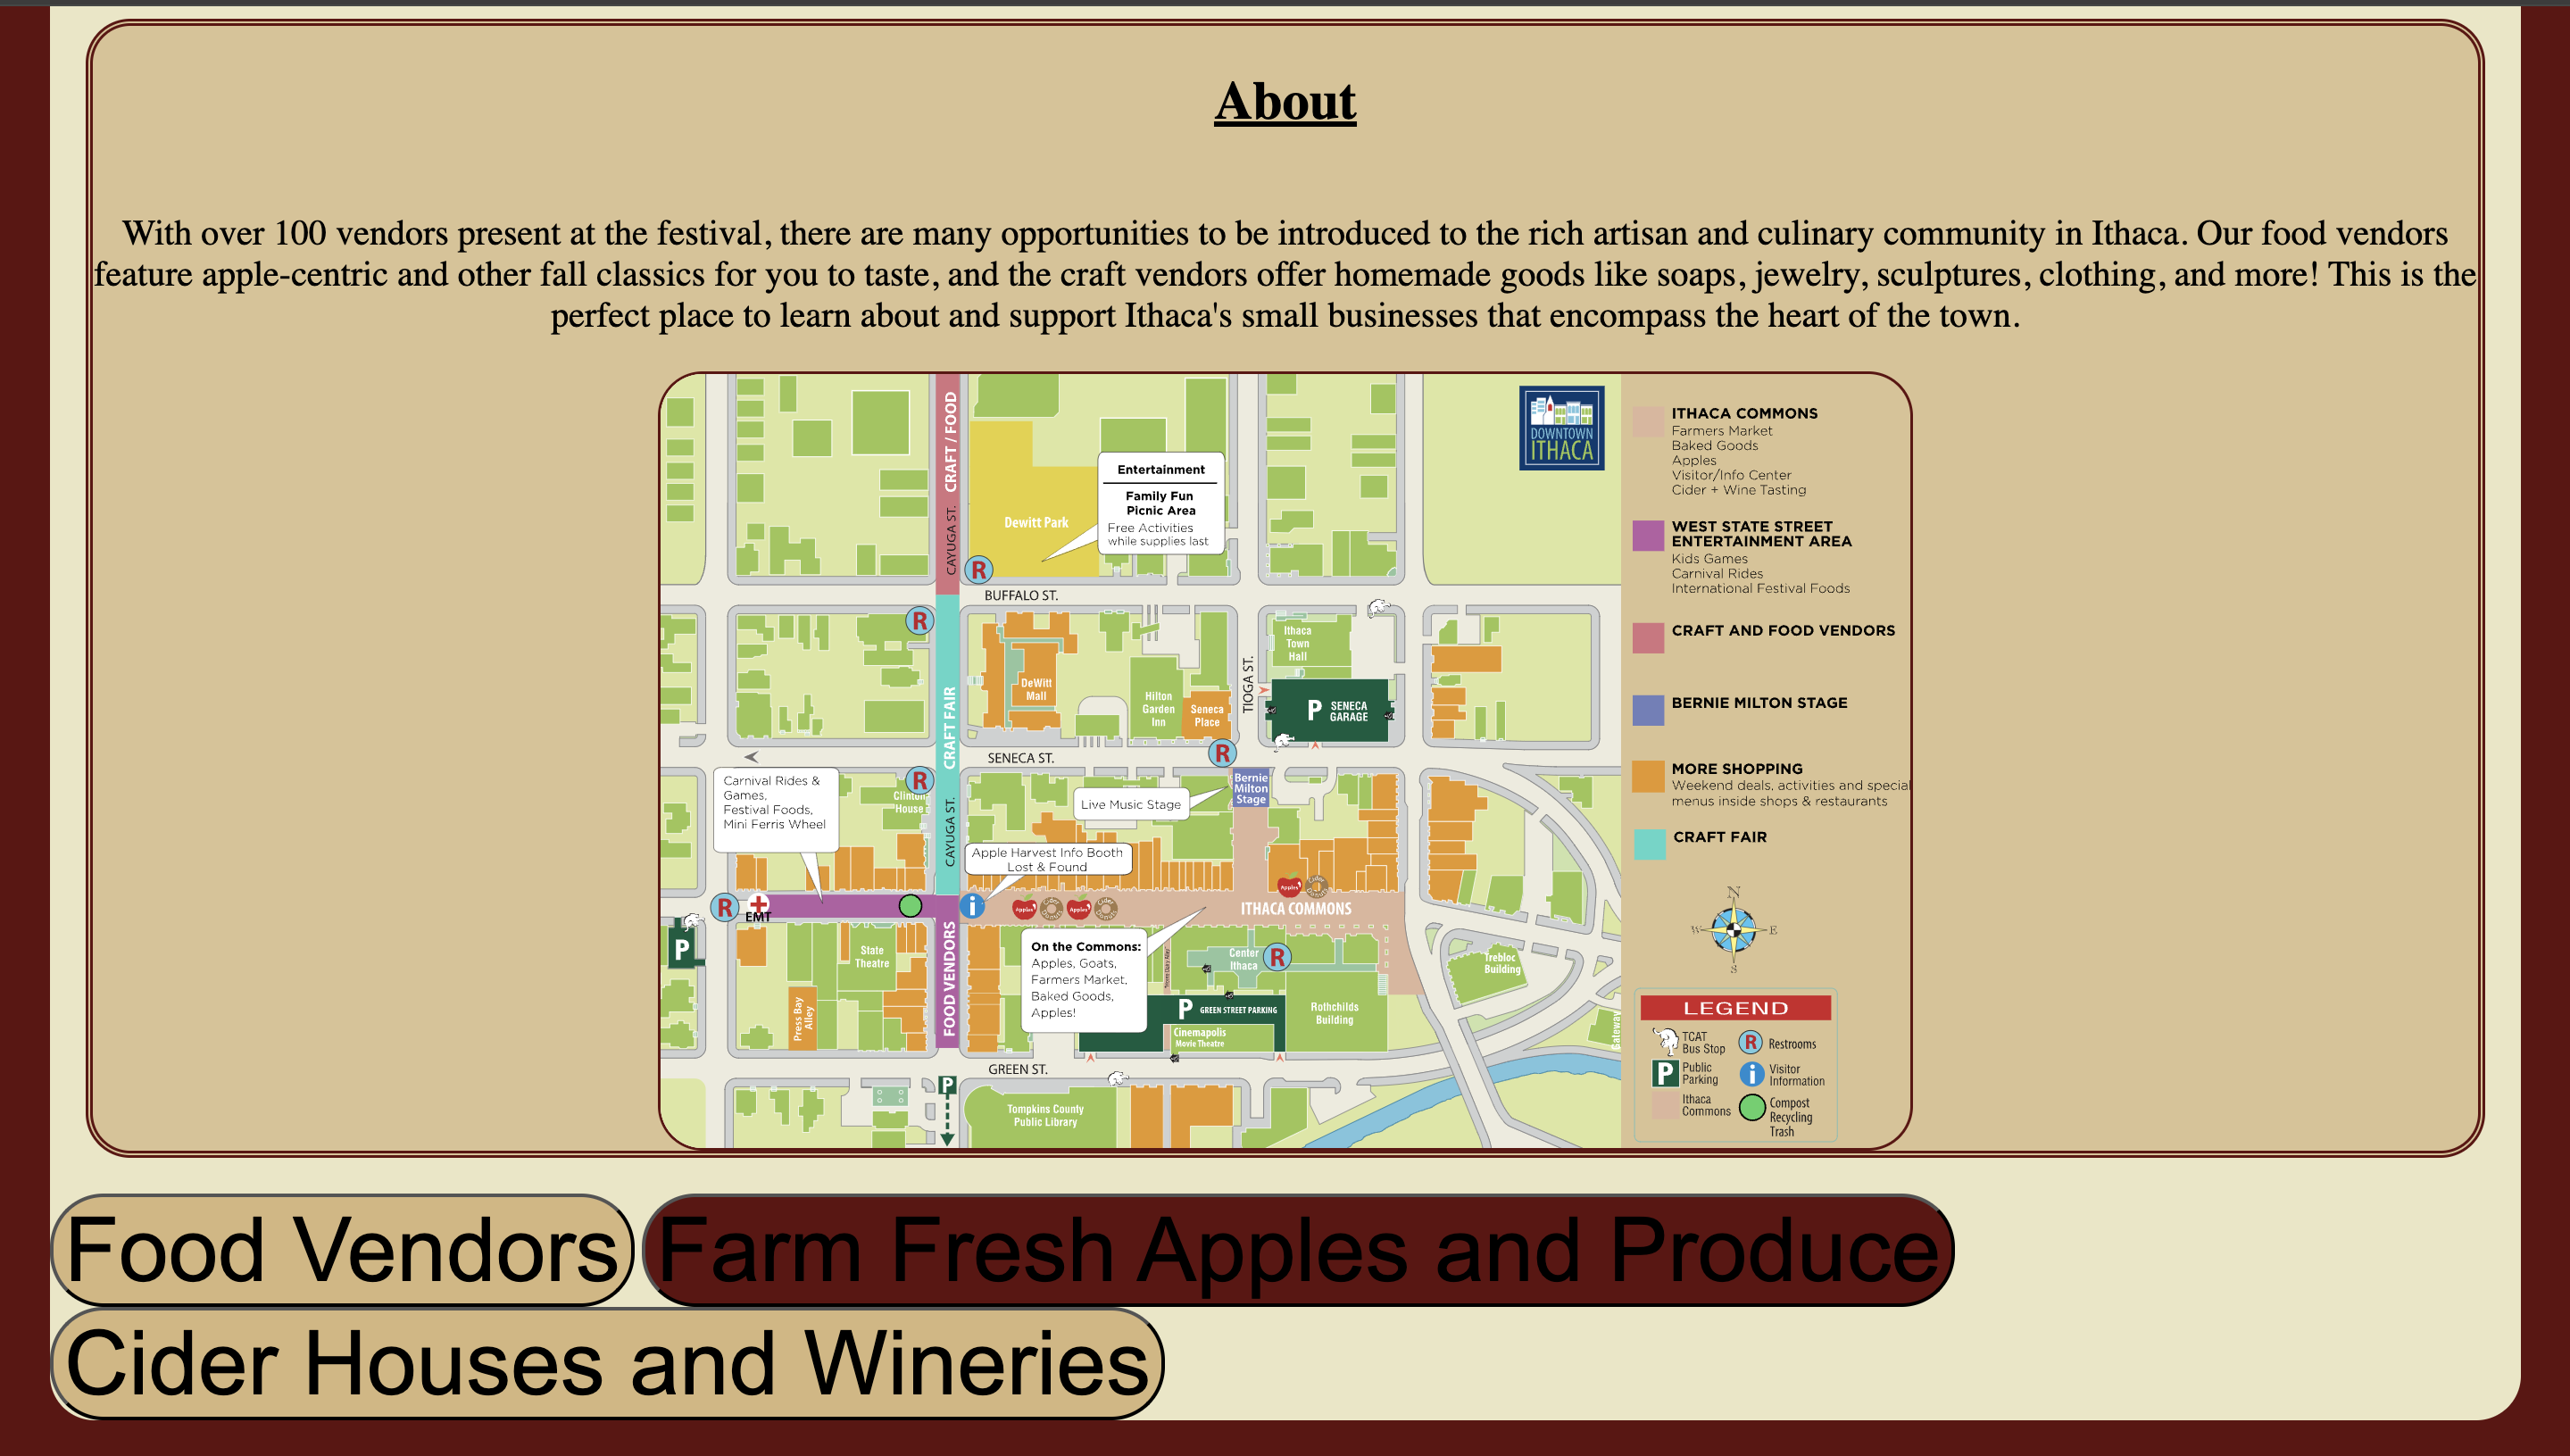 About
With over 100 vendors present at the festival, there are many opportunities to be introduced to the rich artisan and culinary community in Ithaca. Our food vendors
feature apple-centric and other fall classics for you to taste, and the craft vendors offer homemade goods like soaps, jewelry, sculptures, clothing, and more! This is the
perfect place to learn about and support Ithaca's small businesses that encompass the heart of the town.
CRAFT / FOOD
CAYUGA ST.
Dewitt Park
Entertainment
Family Fun
Picnic Area
Free Activities
while supplies last
R
DOWNTOWN
ITHACA
BUFFALO ST.
R
CRAFT FAIR
DeWitt
Mall
Hilton
Garden
Inn
Seneca
Place
TIOGA ST.
Ithaca
Town
Hall
P SENECA
GARAGE
R
SENECA ST.
Carnival Rides &
Games,
Festival Foods,
Mini Ferris Wheel
R
Clinton
House
CAYUGA ST.
Live Music Stage
Bernie
Milton
Stage
Apple Harvest Info Booth
Lost & Found
R
EMT
i
Apples
Cider
Donuts
Apples
Cider
Donuts
Apples
Cider
Donuts
ITHACA COMMONS
P
State
Theatre
Press Bay
Alley
FOOD VENDORS
On the Commons:
Apples, Goats,
Farmers Market,
Baked Goods,
Apples!
Center
Ithaca
R
P GREEN STREET PARKING
Cinemapolis
Movie Theatre
Rothchilds
Building
Trebloc
Building
Gateway
GREEN ST.
P
Tompkins County
Public Library
ITHACA COMMONS
Farmers Market
Baked Goods
Apples
Visitor/Info Center
Cider + Wine Tasting
WEST STATE STREET
ENTERTAINMENT AREA
Kids Games
Carnival Rides
International Festival Foods
CRAFT AND FOOD VENDORS
BERNIE MILTON STAGE
MORE SHOPPING
Weekend deals, activities and special
menus inside shops & restaurants
CRAFT FAIR
N
W E
S
LEGEND
TCAT
Bus Stop
R Restrooms
P Public
Parking
i Visitor
Information
Ithaca
Commons
Compost
Recycling
Trash
Food Vendors
Farm Fresh Apples and Produce
Cider Houses and Wineries